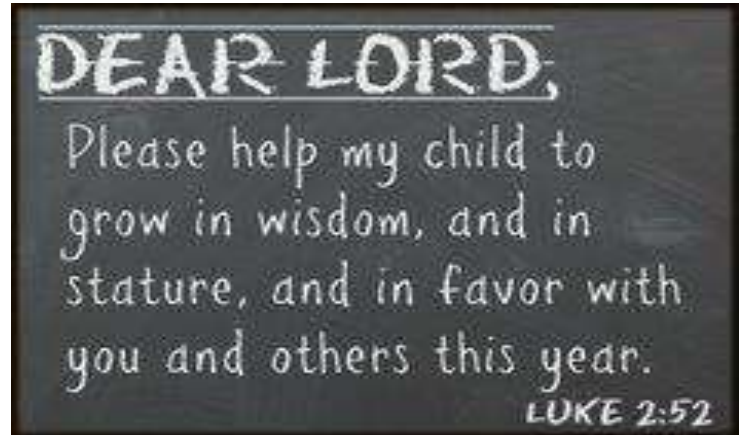 DEAR LORD,
Please help my child to
grow in wisdom, and in
stature, and in favor with
you and others this year.
LUKE 2:52